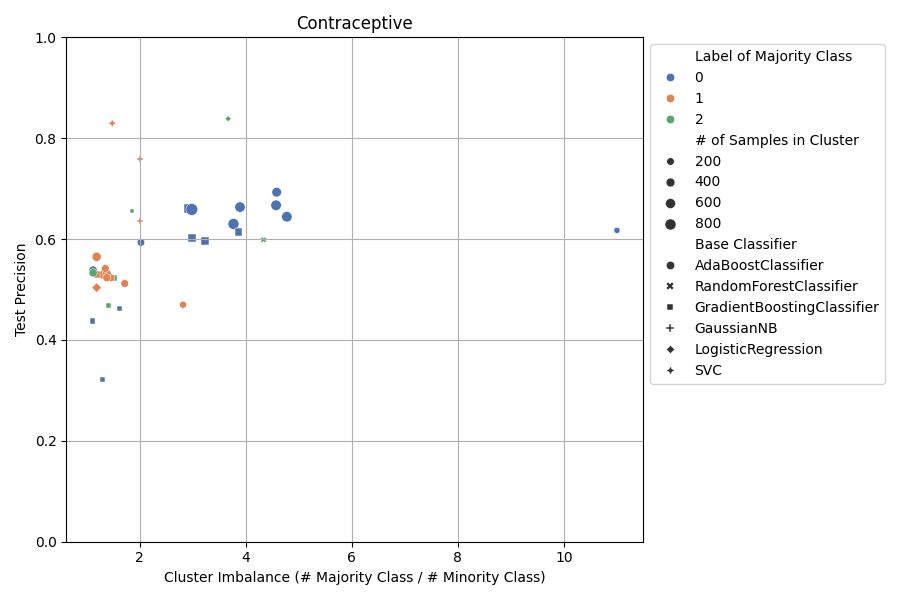 Contraceptive
1.0
0.8
0.6
0.4
0.2
0.0
Test Precision
2
4
6
8
10
Cluster Imbalance (# Majority Class / # Minority Class)
Label of Majority Class
0
1
2
# of Samples in Cluster
200
400
600
800
Base Classifier
AdaBoostClassifier
RandomForestClassifier
GradientBoostingClassifier
GaussianNB
LogisticRegression
SVC